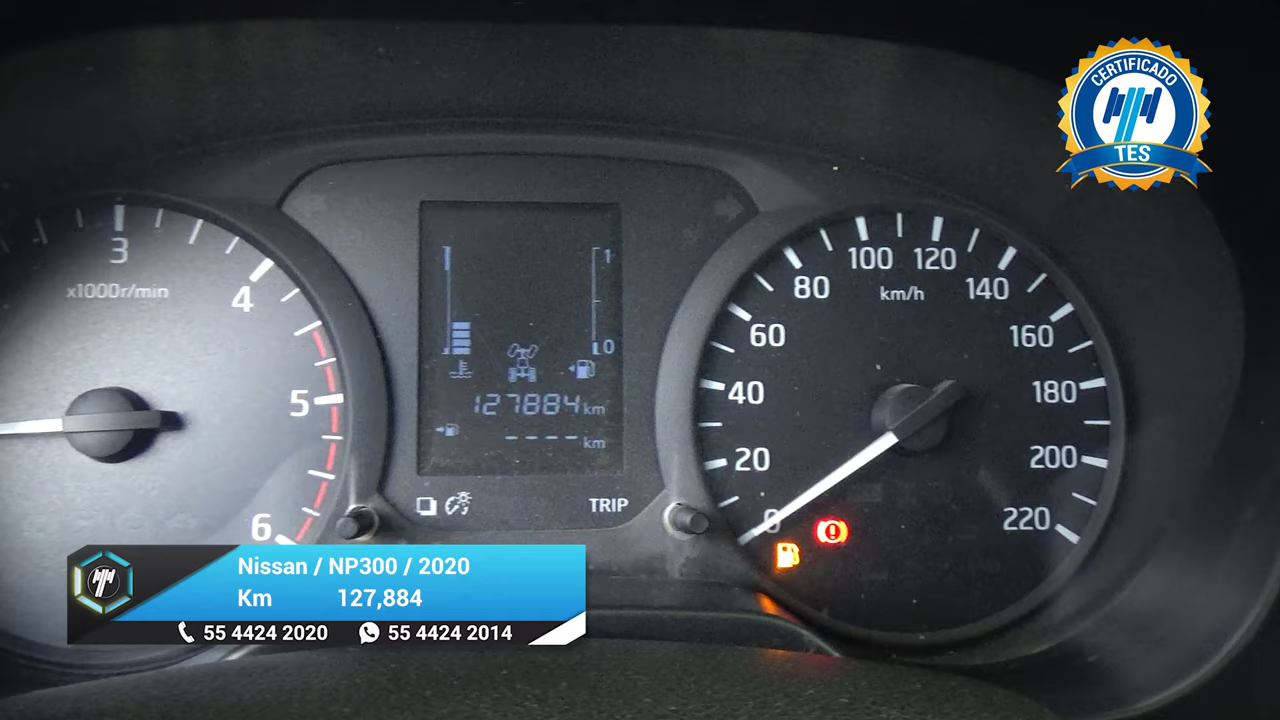 CERTIFICADO
TES
3
x1000r/min
4
5
6
1
0
127884 km
---- km
TRIP
0
20
40
60
80
100
120
140
160
180
200
220
km/h
Nissan / NP300 / 2020
Km 127,884
55 4424 2020 55 4424 2014